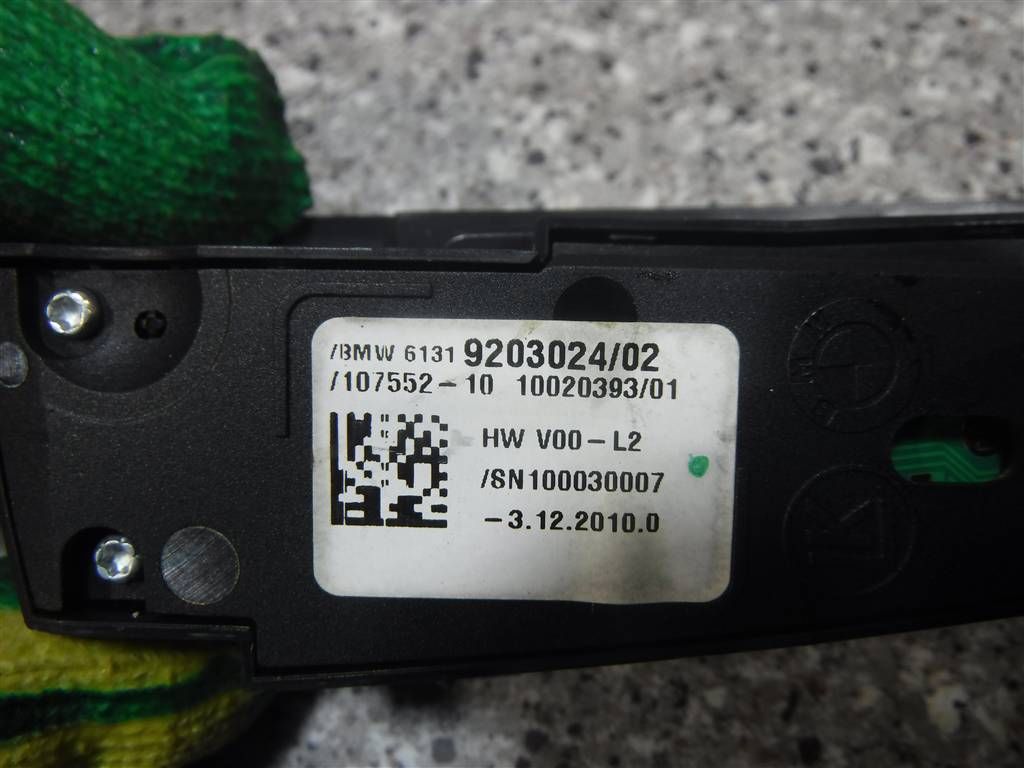 /BMW 6131 9203024/02
/107552-10 10020393/01
HW V00-L2
/SN100030007
-3.12.2010.0